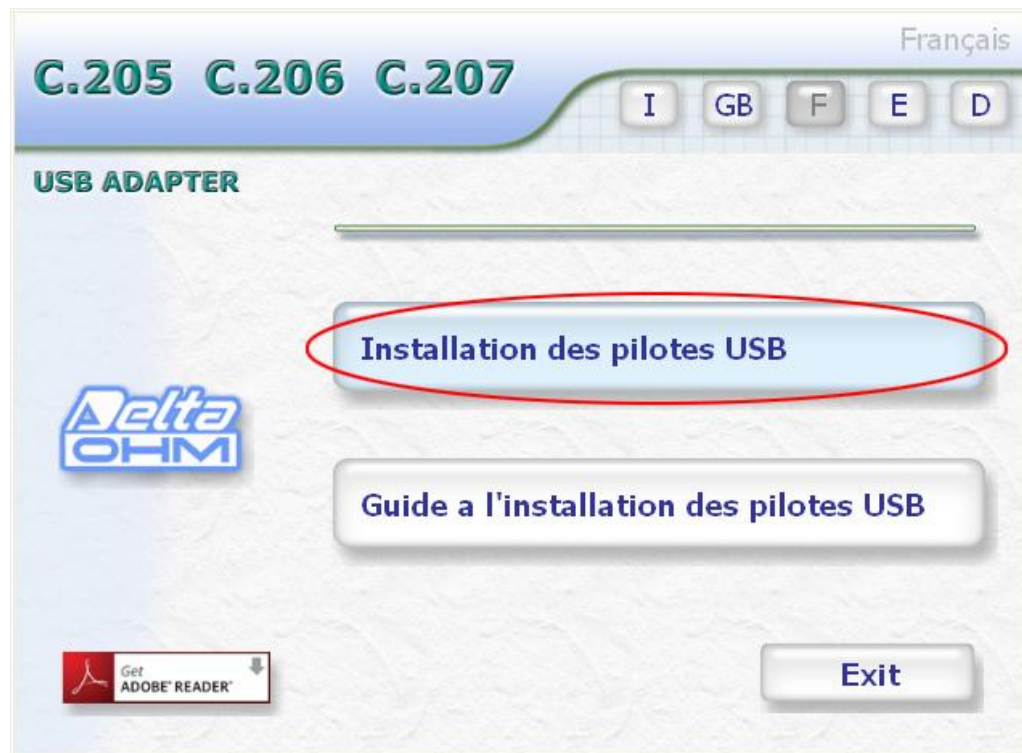 Français
C.205 C.206 C.207
I GB F E D
USB ADAPTER
Installation des pilotes USB
Delta
OHM
Guide a l'installation des pilotes USB
Get
ADOBE® READER®
Exit